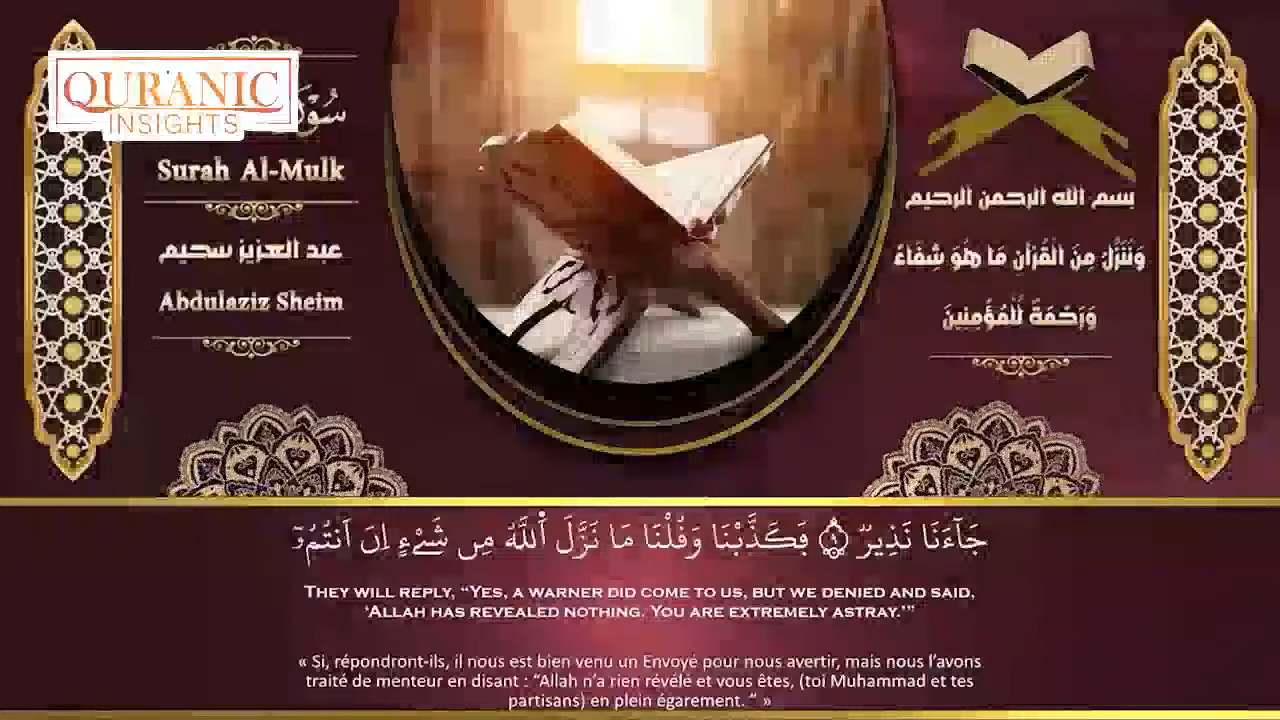 QUR'ANIC
INSIGHTS
Surah Al-Mulk
عبد العزيز سحيم
Abdulaziz Sheim
بسم الله الرحمن الرحيم
وَنُنَزِّلُ مِنَ الْقُرْآنِ مَا هُوَ شِفَاءٌ
وَرَحْمَةٌ لِّلْمُؤْمِنِينَ
جَآءَنَا نَذِيرٌ ۝ فَكَذَّبْنَا وَقُلْنَا مَا نَزَّلَ اَ۬للَّهُ مِن شَےْءٍ اِنَ اَنتُمُۥٓ
THEY WILL REPLY, “YES, A WARNER DID COME TO US, BUT WE DENIED AND SAID,
‘ALLAH HAS REVEALED NOTHING. YOU ARE EXTREMELY ASTRAY.’”
« Si, répondront-ils, il nous est bien venu un Envoyé pour nous avertir, mais nous l’avons
traité de menteur en disant : “Allah n’a rien révélé et vous êtes, (toi Muhammad et tes
partisans) en plein égarement. “ »